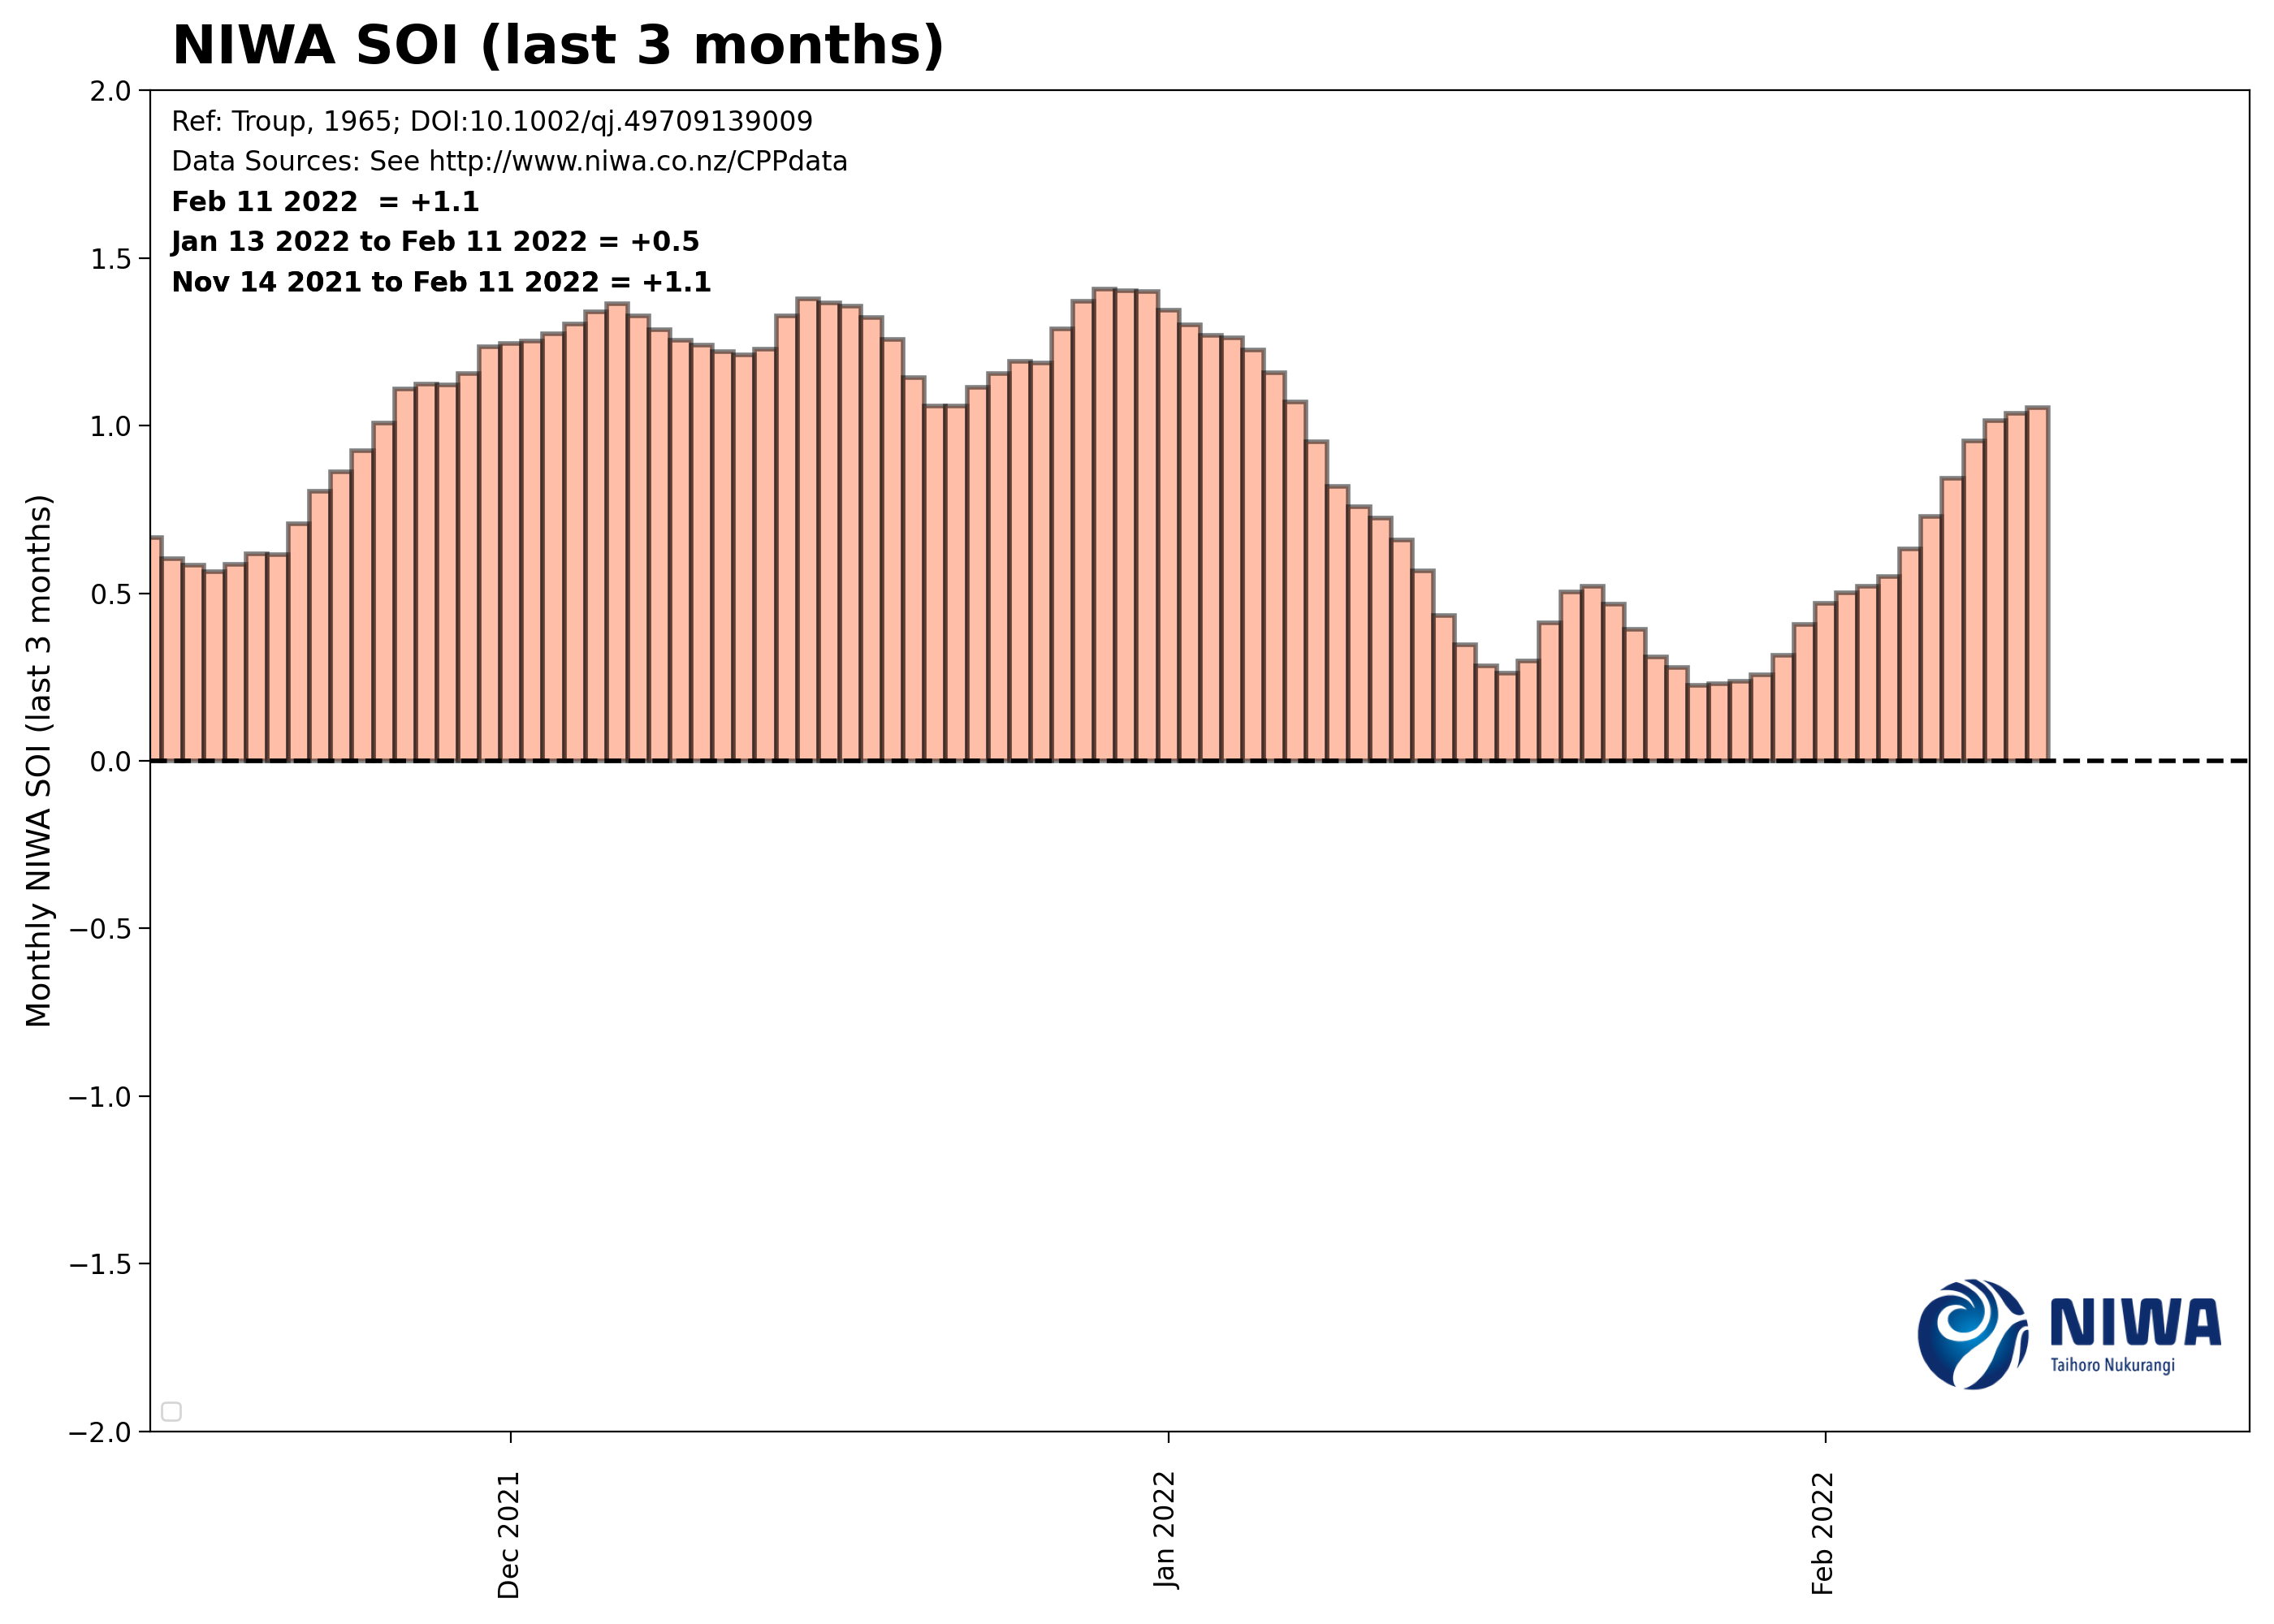 NIWA SOI (last 3 months)
2.0
Ref: Troup, 1965; DOI:10.1002/qj.49709139009
Data Sources: See http://www.niwa.co.nz/CPPdata
Feb 11 2022  = +1.1
Jan 13 2022 to Feb 11 2022 = +0.5
1.5
Nov 14 2021 to Feb 11 2022 = +1.1
1.0
0.5
0.0
−0.5
−1.0
−1.5
−2.0
Monthly NIWA SOI (last 3 months)
NIWA
Taihoro Nukurangi
Dec 2021
Jan 2022
Feb 2022